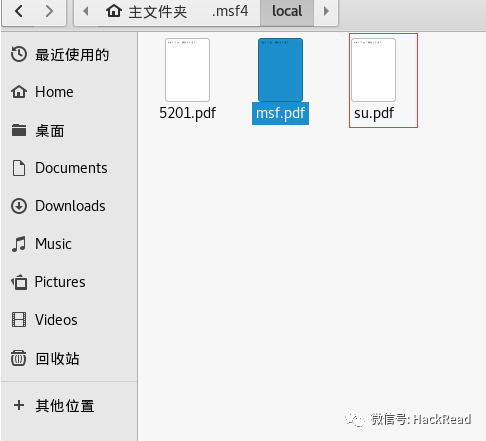 主文件夹 .msf4 local
最近使用的
Home
桌面
Documents
Downloads
Music
Pictures
Videos
回收站
其他位置
5201.pdf msf.pdf su.pdf
微信号: HackRead